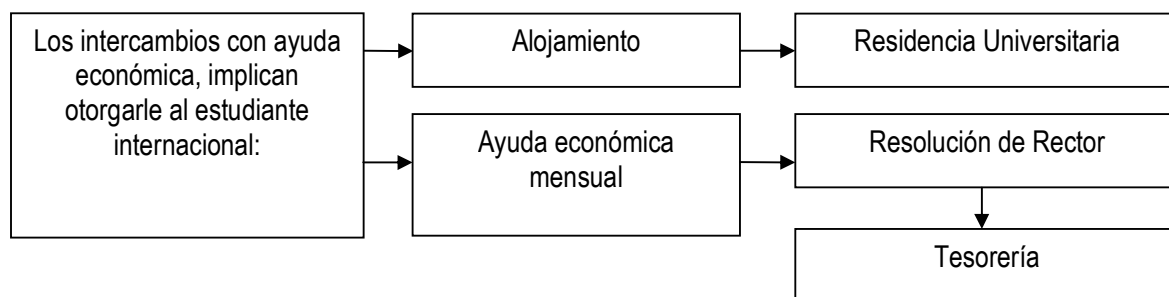 Los intercambios con ayuda
económica, implican
otorgarle al estudiante
internacional:
Alojamiento
Residencia Universitaria
Ayuda económica
mensual
Resolución de Rector
Tesorería